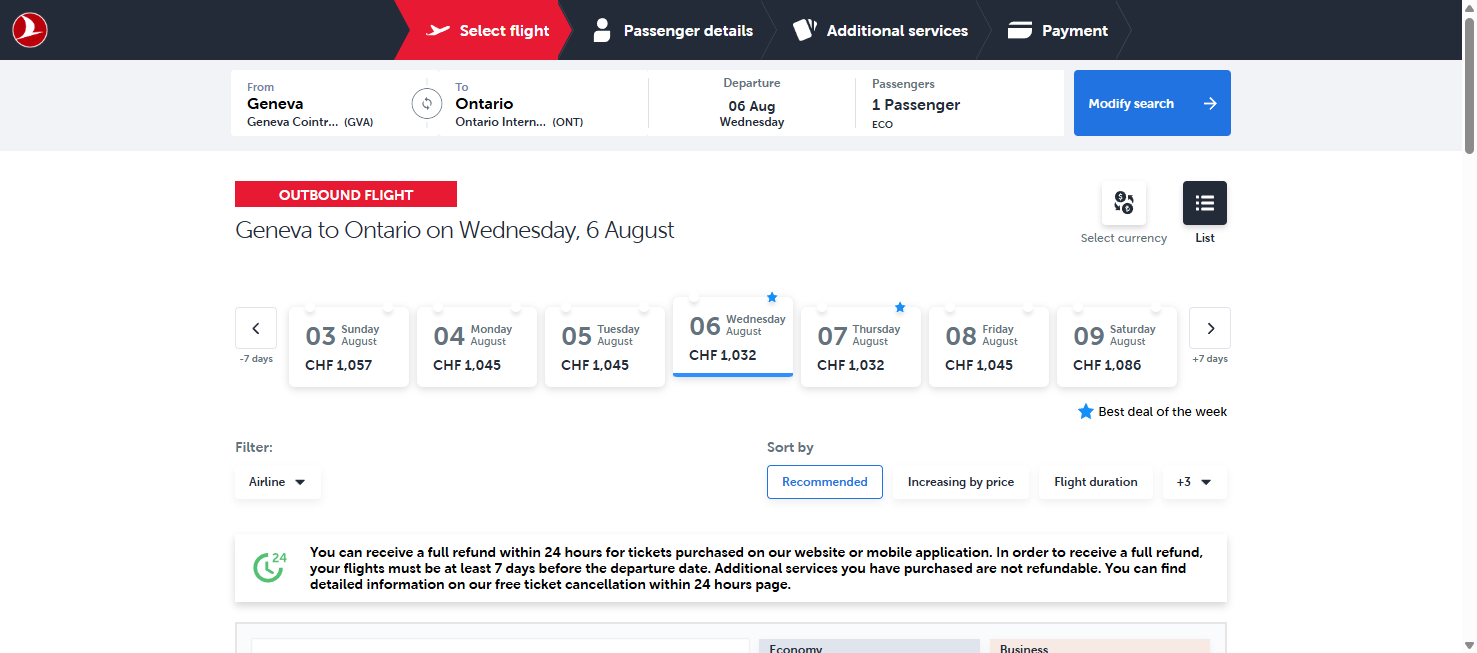 Select flight
Passenger details
Additional services
Payment
From
Geneva
Geneva Cointr... (GVA)
To
Ontario
Ontario Intern... (ONT)
Departure
06 Aug
Wednesday
Passengers
1 Passenger
ECO
Modify search
OUTBOUND FLIGHT
Geneva to Ontario on Wednesday, 6 August
Select currency
List
-7 days
03 Sunday August
CHF 1,057
04 Monday August
CHF 1,045
05 Tuesday August
CHF 1,045
06 Wednesday August
CHF 1,032
07 Thursday August
CHF 1,032
08 Friday August
CHF 1,045
09 Saturday August
CHF 1,086
+7 days
Best deal of the week
Filter:
Airline
Sort by
Recommended
Increasing by price
Flight duration
+3
24
You can receive a full refund within 24 hours for tickets purchased on our website or mobile application. In order to receive a full refund,
your flights must be at least 7 days before the departure date. Additional services you have purchased are not refundable. You can find
detailed information on our free ticket cancellation within 24 hours page.
Economy
Business